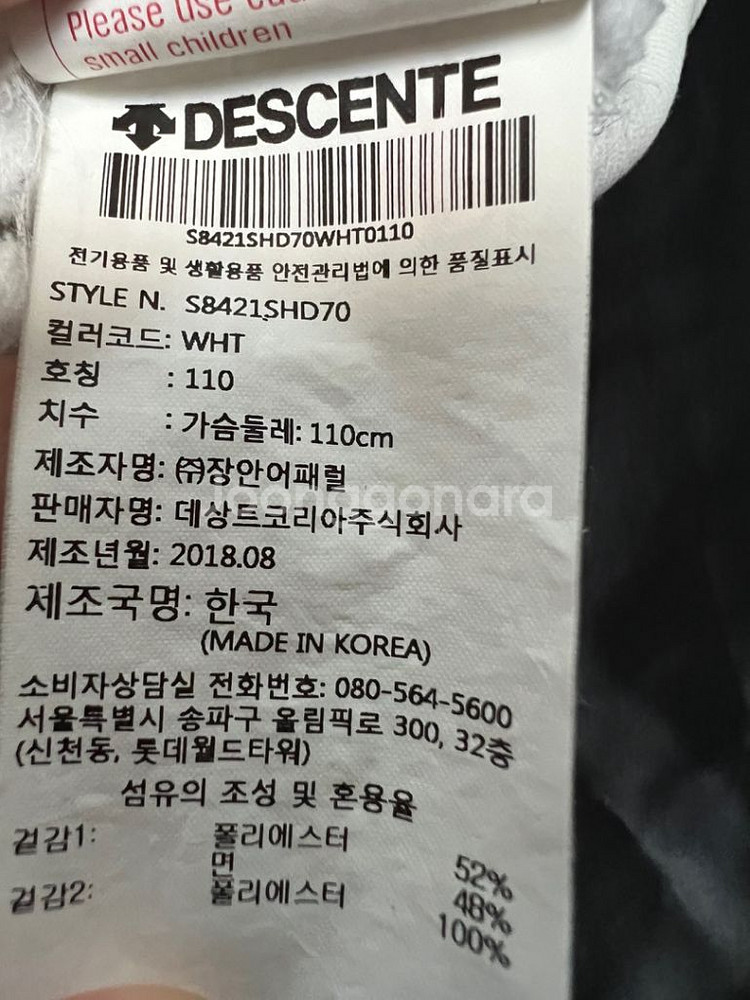 Please use
small children
DESCENTE
S8421SHD70WHT0110
전기용품 및 생활용품 안전관리법에 의한 품질표시
STYLE N. S8421SHD70
컬러코드: WHT
호칭 : 110
치수 : 가슴둘레: 110cm
제조자명: ㈜장안어패럴
판매자명: 데상트코리아주식회사
joonggonara
제조년월: 2018.08
제조국명: 한국
(MADE IN KOREA)
소비자상담실 전화번호: 080-564-5600
서울특별시 송파구 올림픽로 300, 32층
(신천동, 롯데월드타워)
섬유의 조성 및 혼용율
겉감1: 폴리에스터 52%
면 48%
겉감2: 폴리에스터 100%